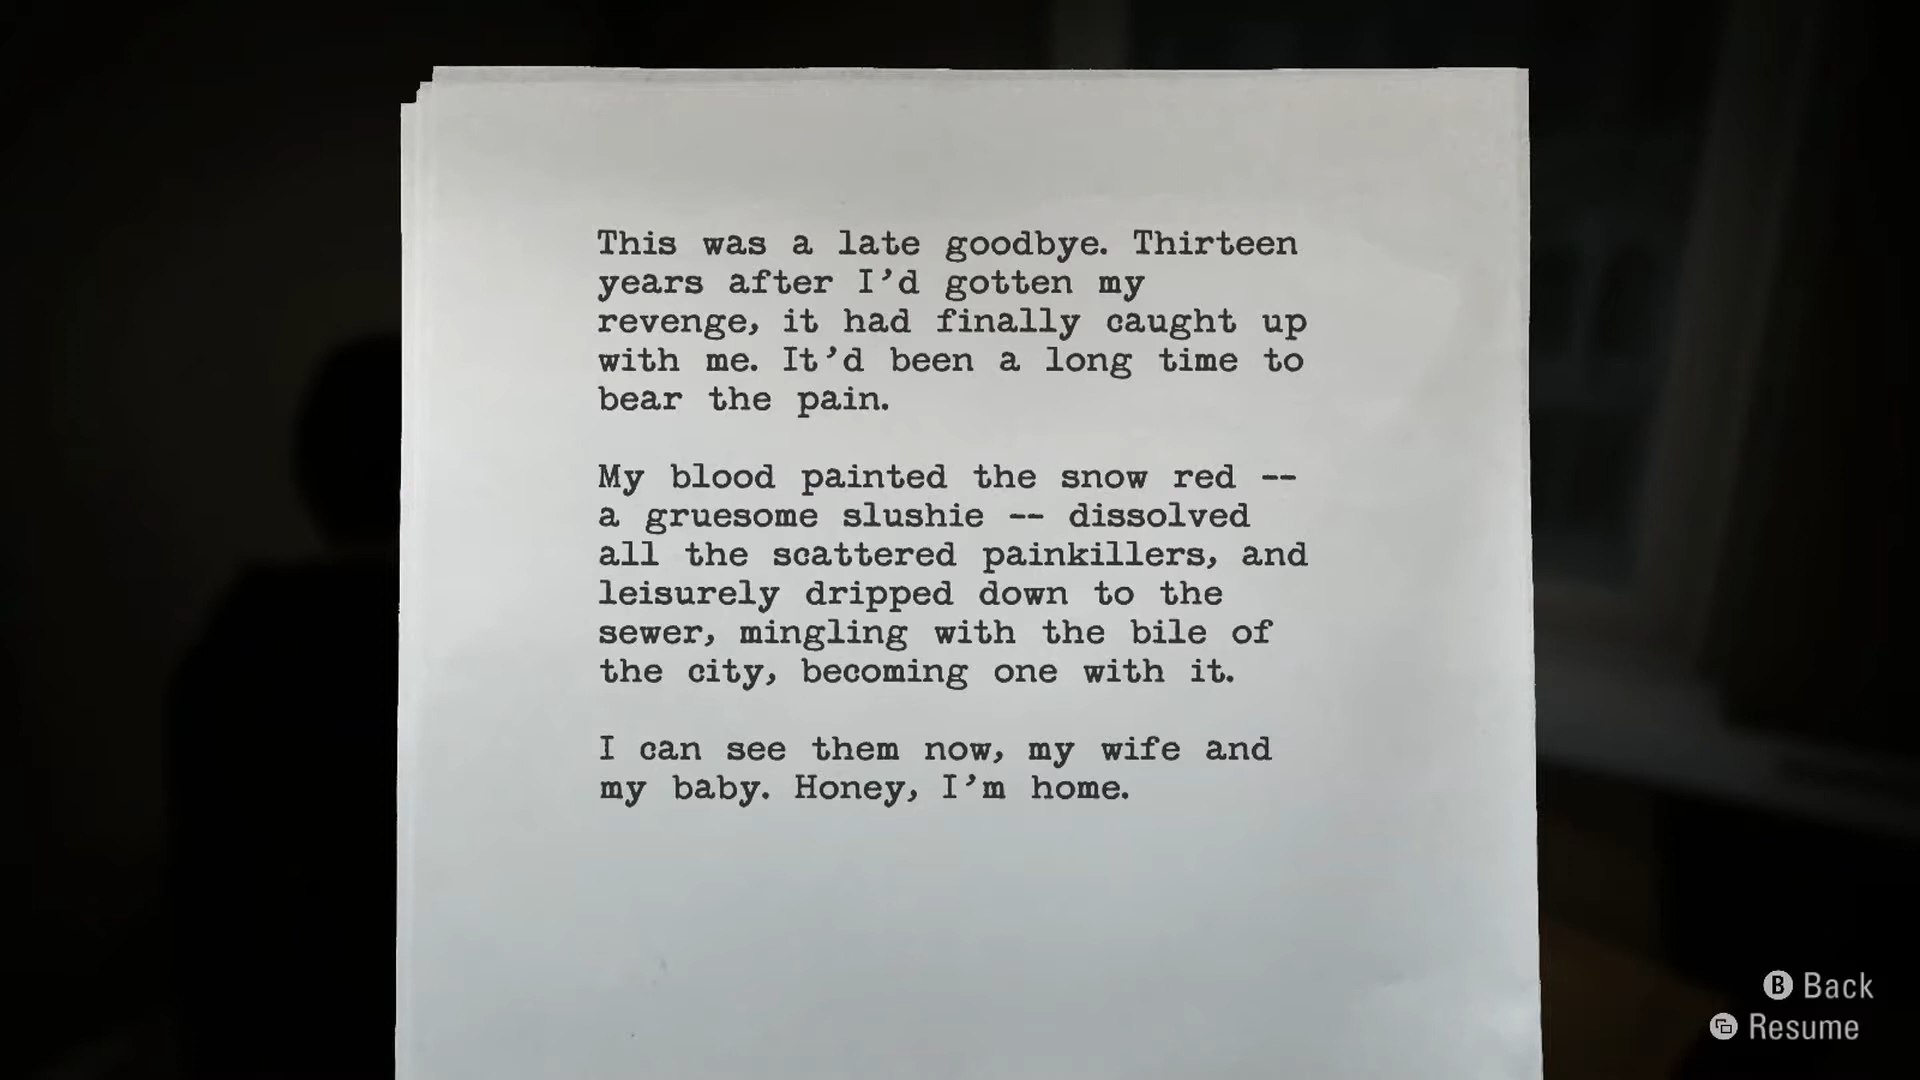 This was a late goodbye. Thirteen
years after I’d gotten my
revenge, it had finally caught up
with me. It’d been a long time to
bear the pain.
My blood painted the snow red --
a gruesome slushie -- dissolved
all the scattered painkillers, and
leisurely dripped down to the
sewer, mingling with the bile of
the city, becoming one with it.
I can see them now, my wife and
my baby. Honey, I’m home.
B Back
Resume